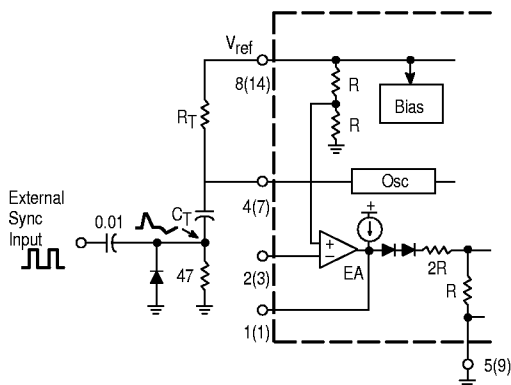 Vref
8(14)
R
Bias
RT
R
Osc
External
Sync
Input
0.01
CT
4(7)
+
47
+
−
2(3)
EA
2R
R
1(1)
5(9)